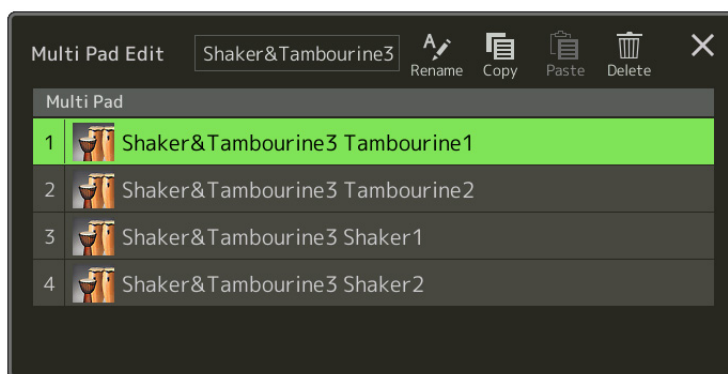 Multi Pad Edit Shaker&Tambourine3 Rename Copy Paste Delete
Multi Pad
1 Shaker&Tambourine3 Tambourine1
2 Shaker&Tambourine3 Tambourine2
3 Shaker&Tambourine3 Shaker1
4 Shaker&Tambourine3 Shaker2